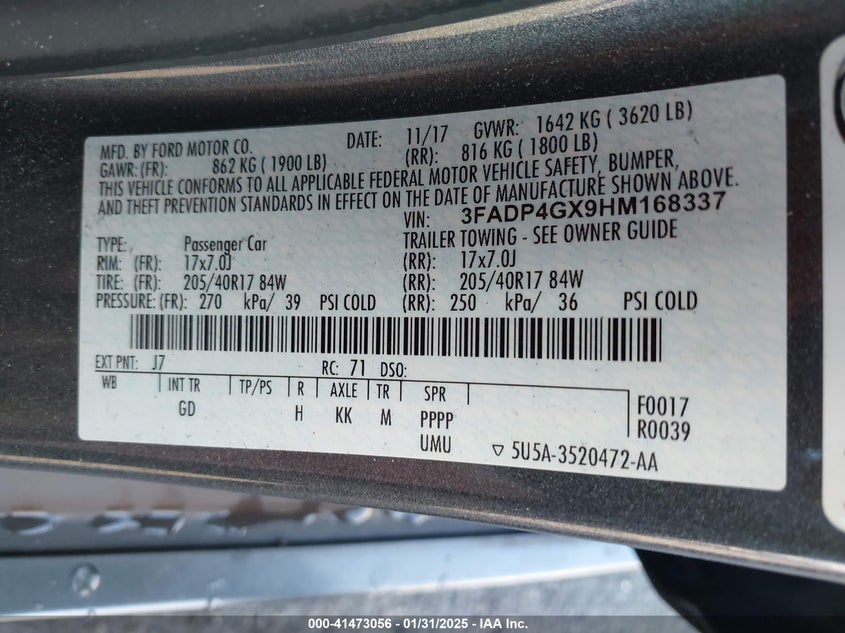 MFD. BY FORD MOTOR CO. DATE: 11/17 GVWR: 1642 KG ( 3620 LB)
GAWR: (FR): 862 KG ( 1900 LB) (RR): 816 KG ( 1800 LB)
THIS VEHICLE CONFORMS TO ALL APPLICABLE FEDERAL MOTOR VEHICLE SAFETY, BUMPER,
AND THEFT PREVENTION STANDARDS IN EFFECT ON THE DATE OF MANUFACTURE SHOWN ABOVE.
VIN: 3FADP4GX9HM168337
TYPE: Passenger Car TRAILER TOWING - SEE OWNER GUIDE
RIM: (FR): 17x7.0J (RR): 17x7.0J
TIRE: (FR): 205/40R17 84W (RR): 205/40R17 84W
PRESSURE: (FR): 270 kPa/ 39 PSI COLD (RR): 250 kPa/ 36 PSI COLD
EXT PNT: J7 RC: 71 DSO:
WB INT TR TP/PS R AXLE TR SPR F0017
GD H KK M PPPP R0039
UMU ▽ 5U5A-3520472-AA
000-41473056 - 01/31/2025 - IAA, Inc.